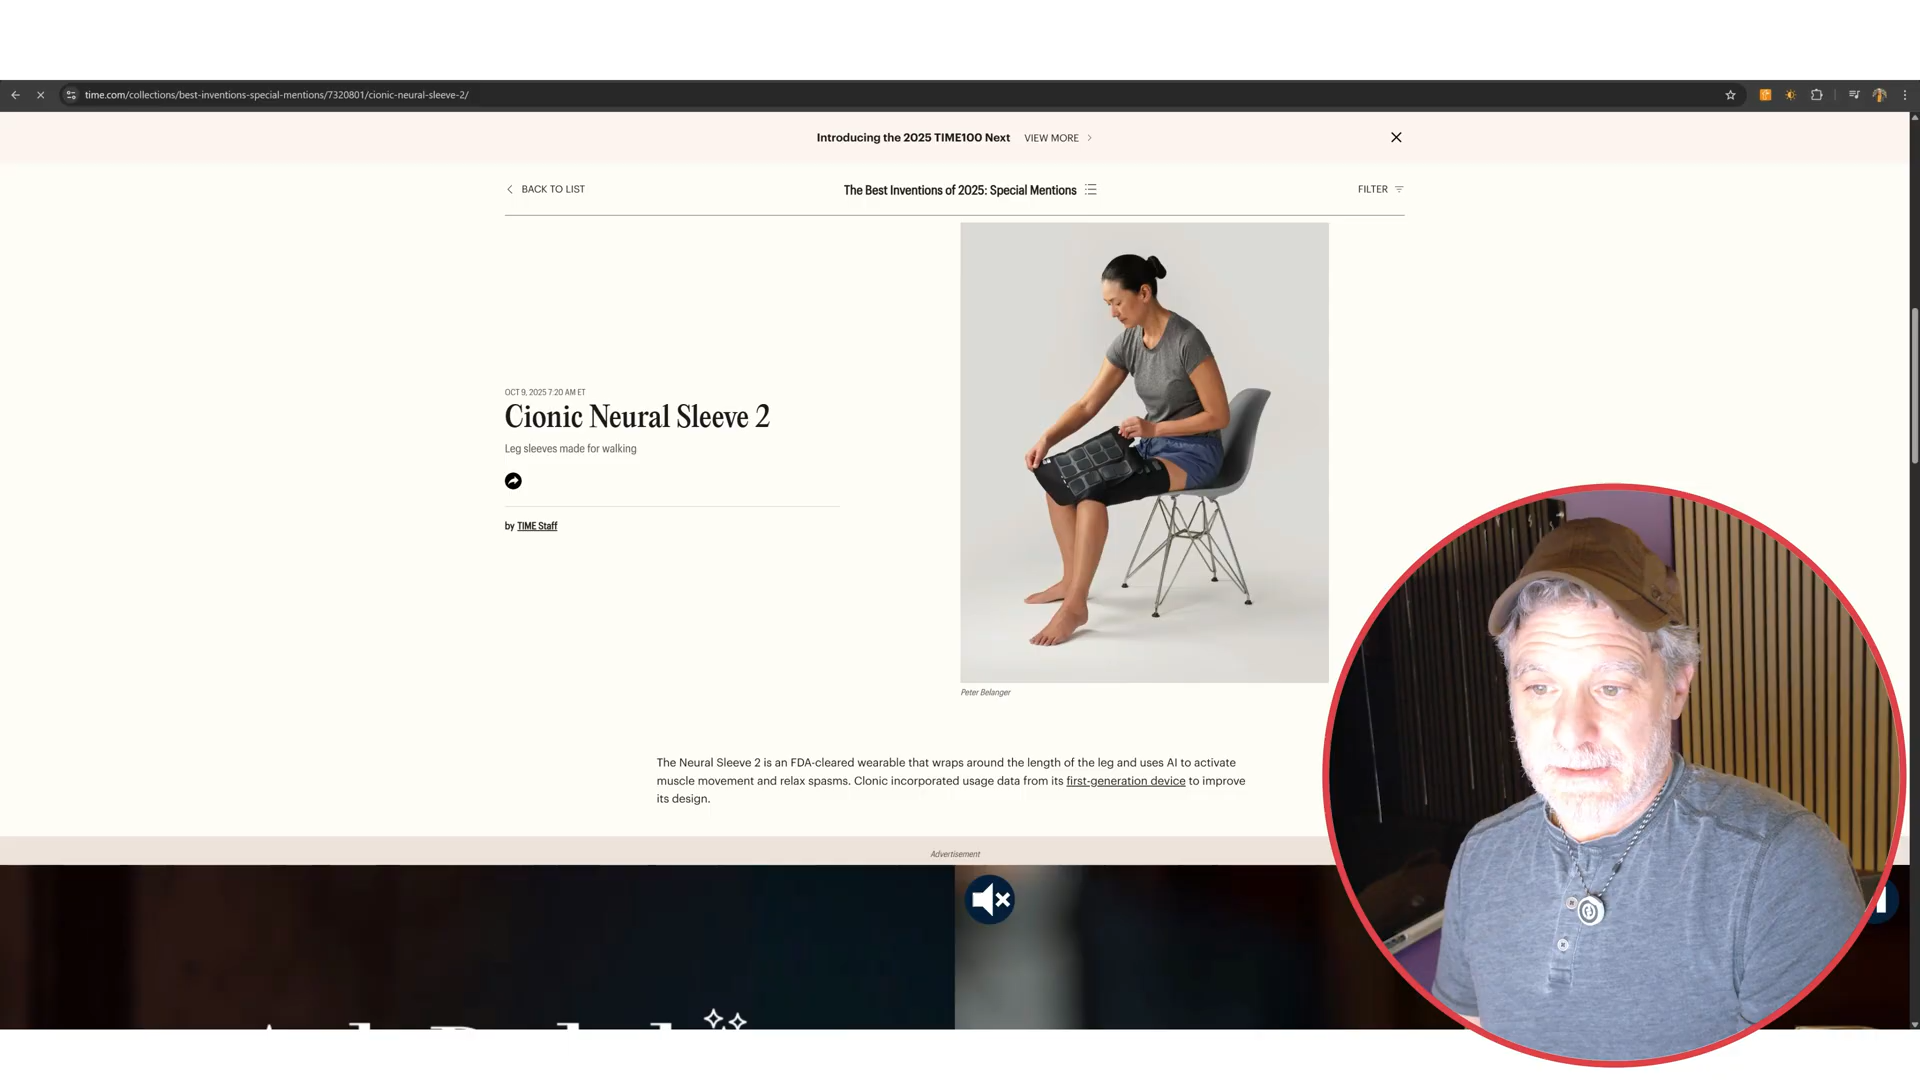 time.com/collections/best-inventions-special-mentions/7320801/cionic-neural-sleeve-2/
Introducing the 2025 TIME100 Next VIEW MORE
BACK TO LIST
The Best Inventions of 2025: Special Mentions
FILTER
OCT 9, 2025 7:20 AM ET
Cionic Neural Sleeve 2
Leg sleeves made for walking
by TIME Staff
Peter Belanger
The Neural Sleeve 2 is an FDA-cleared wearable that wraps around the length of the leg and uses AI to activate
muscle movement and relax spasms. Clonic incorporated usage data from its first-generation device to improve
its design.
Advertisement